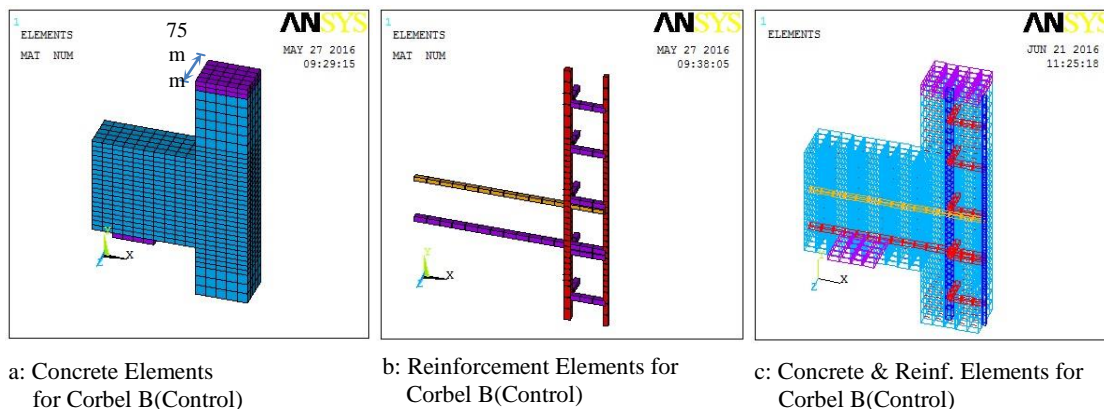 1
ELEMENTS
MAT NUM
75
m
m
ANSYS
MAY 27 2016
09:29:15
Y
Z
X
a: Concrete Elements
for Corbel B(Control)
1
ELEMENTS
MAT NUM
ANSYS
MAY 27 2016
09:38:05
Y
Z
X
b: Reinforcement Elements for
Corbel B(Control)
1
ELEMENTS
MAT NUM
ANSYS
JUN 21 2016
11:25:18
Y
Z
X
c: Concrete & Reinf. Elements for
Corbel B(Control)